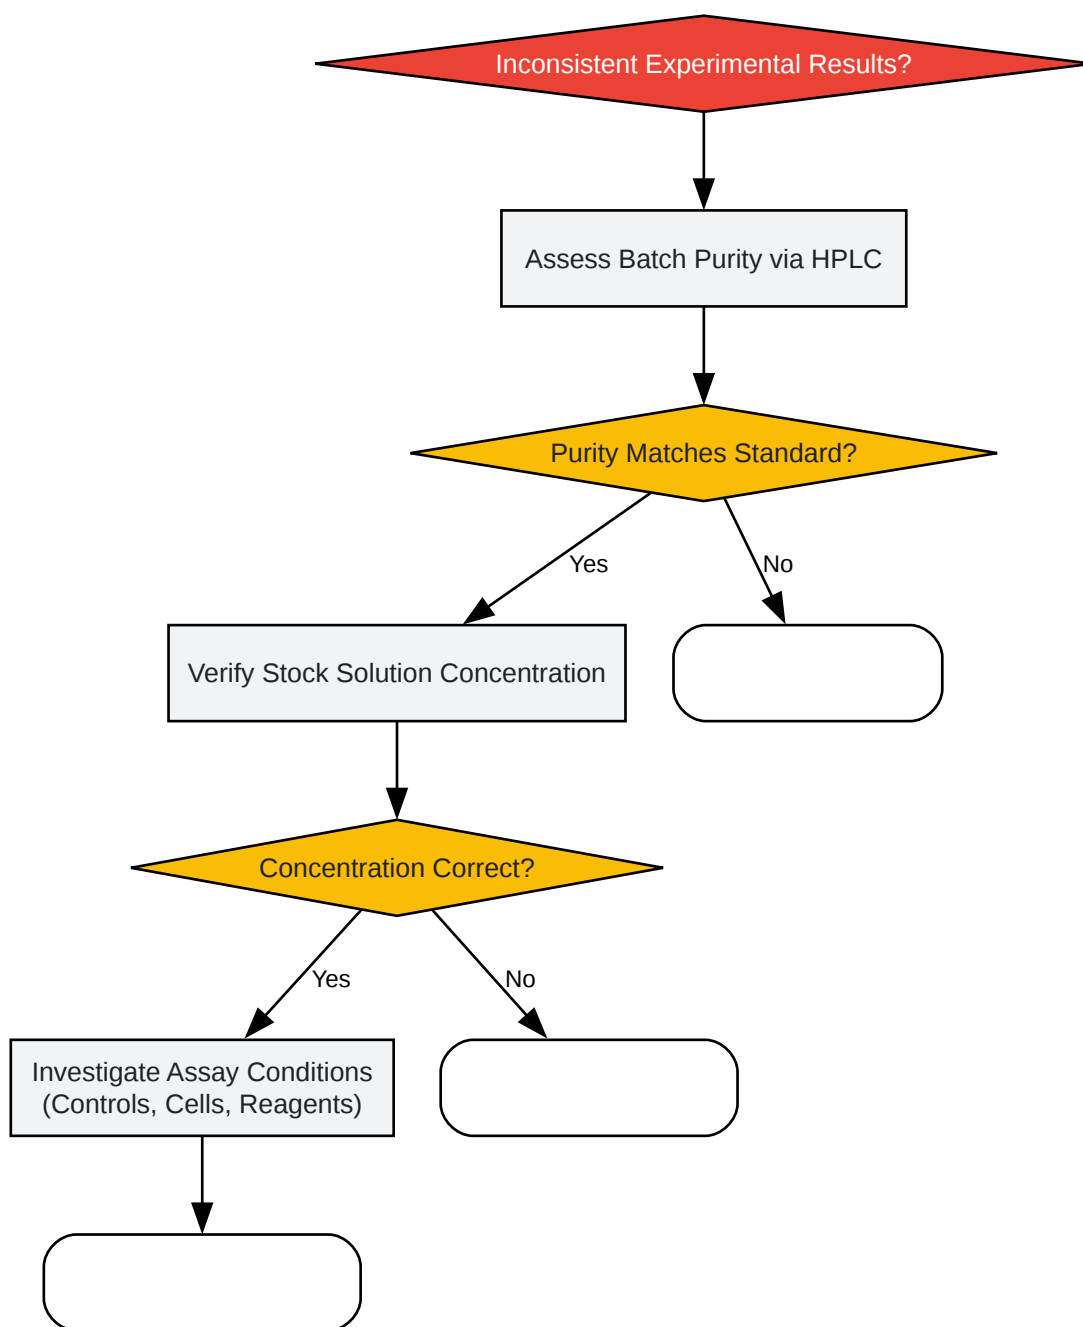 Inconsistent Experimental Results?
Assess Batch Purity via HPLC
Purity Matches Standard?
Yes
No
Verify Stock Solution Concentration
Concentration Correct?
Yes
No
Investigate Assay Conditions
(Controls, Cells, Reagents)